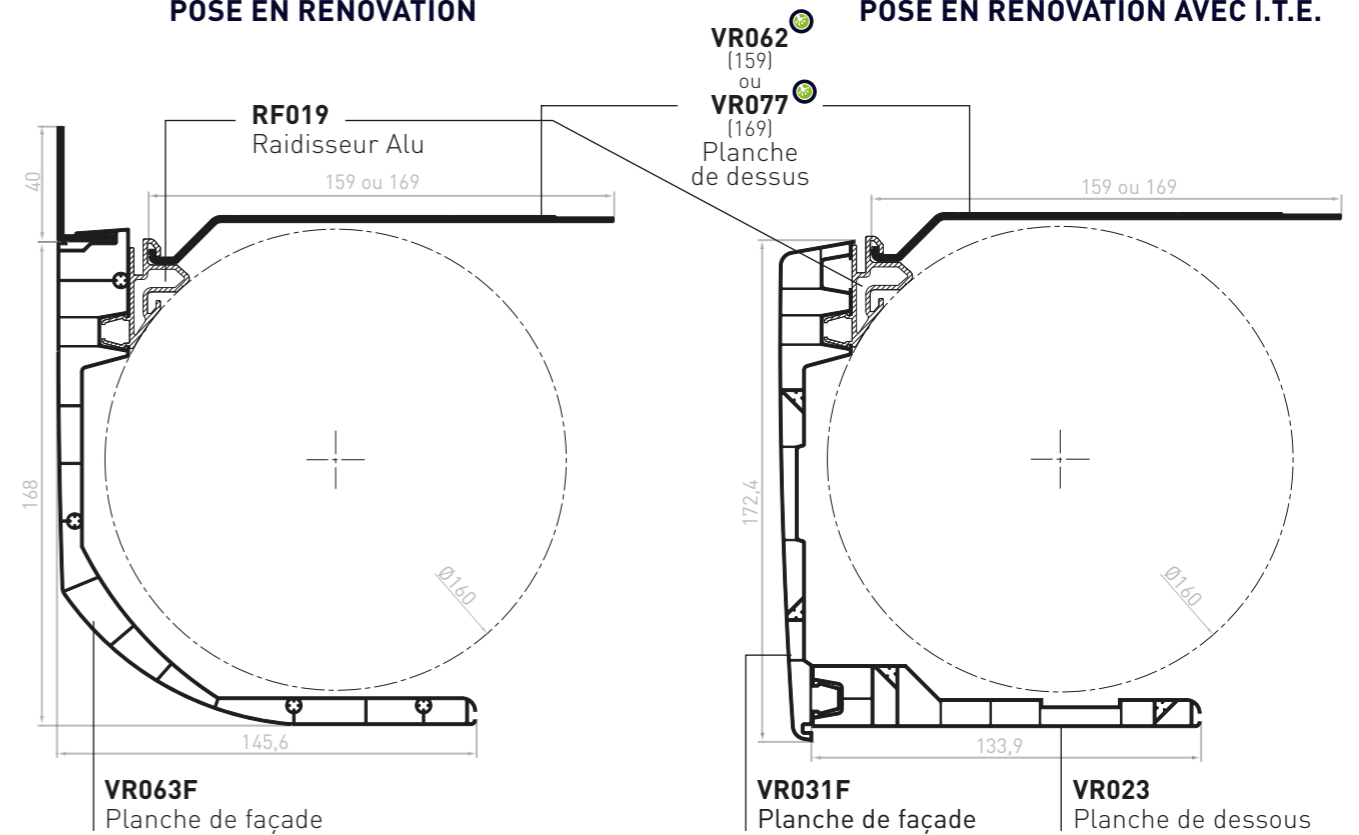 POSE EN RENOVATION
POSE EN RENOVATION AVEC I.T.E.
VR062
(159)
ou
VR077
(169)
Planche
de dessus
RF019
Raidisseur Alu
40
159 ou 169
159 ou 169
168
172,4
Ø160
Ø160
145,6
133,9
VR063F
Planche de façade
VR031F
Planche de façade
VR023
Planche de dessous